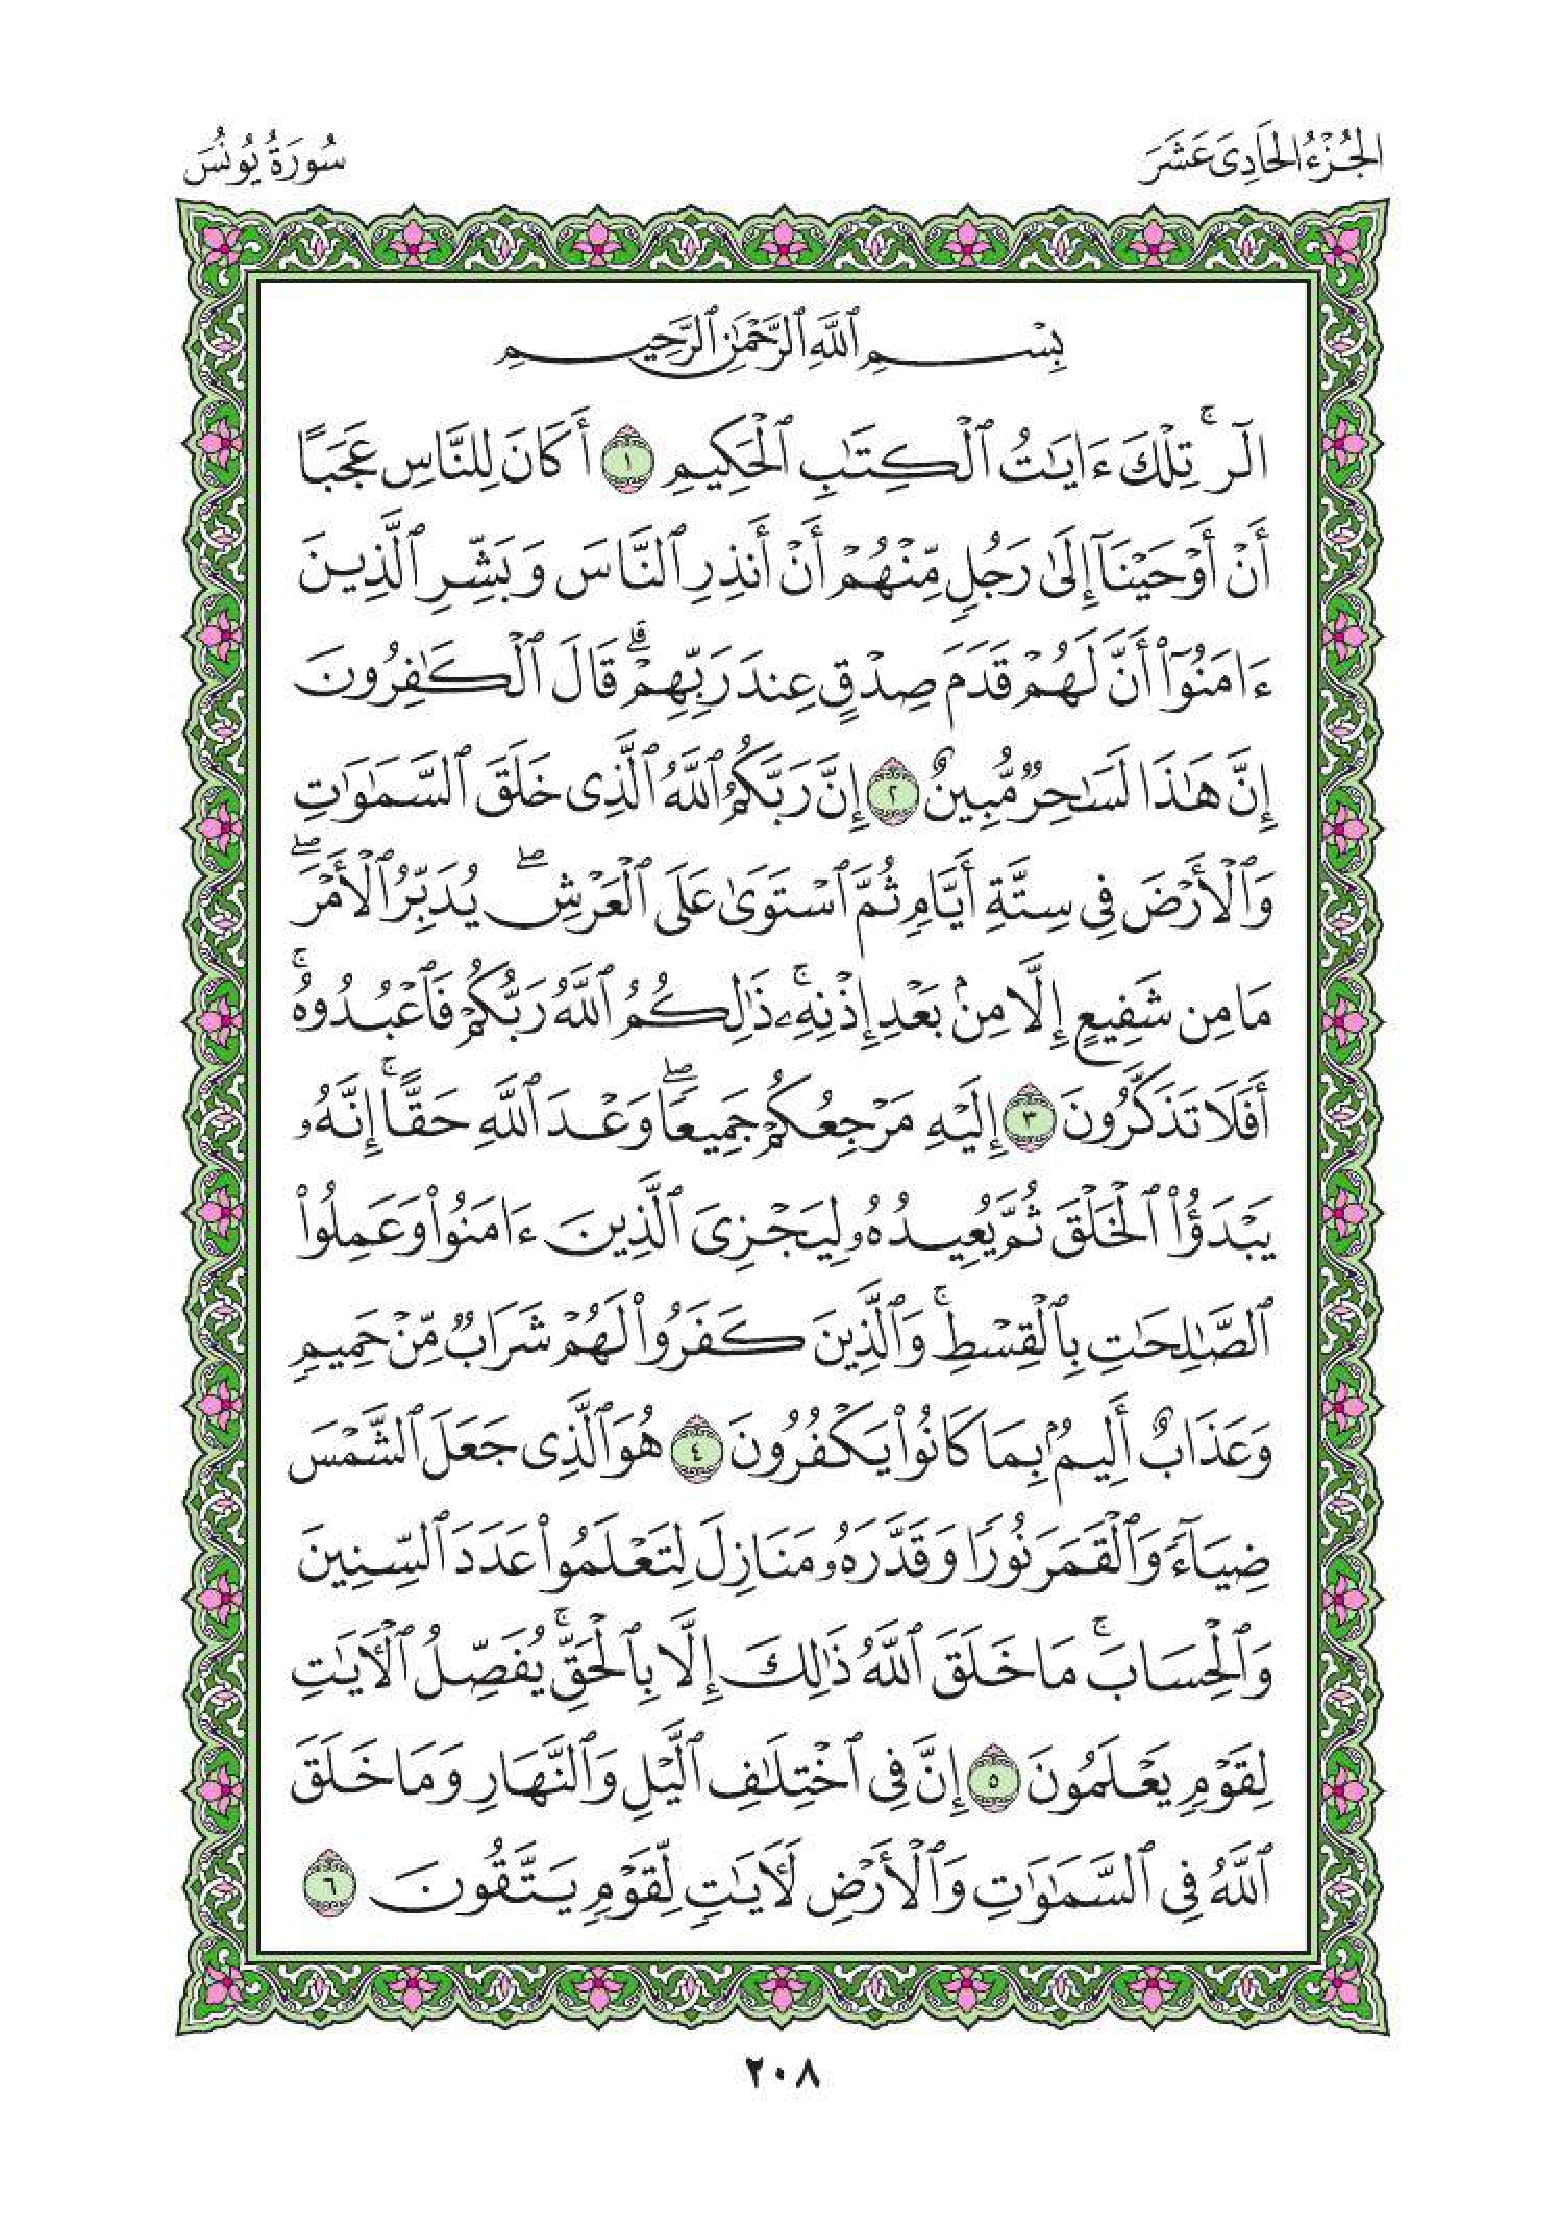 الجُزْءُ الحَادِى عَشَرَ
سُورَةُ يُونُسَ
بِسْمِ ٱللَّهِ ٱلرَّحْمَٰنِ ٱلرَّحِيمِ
الٓرۚ تِلْكَ ءَايَٰتُ ٱلْكِتَٰبِ ٱلْحَكِيمِ ١ أَكَانَ لِلنَّاسِ عَجَبًا
أَنْ أَوْحَيْنَآ إِلَىٰ رَجُلٍ مِّنْهُمْ أَنْ أَنذِرِ ٱلنَّاسَ وَبَشِّرِ ٱلَّذِينَ
ءَامَنُوٓا۟ أَنَّ لَهُمْ قَدَمَ صِدْقٍ عِندَ رَبِّهِمْۗ قَالَ ٱلْكَٰفِرُونَ
إِنَّ هَٰذَا لَسَٰحِرٌ مُّبِينٌ ٢ إِنَّ رَبَّكُمُ ٱللَّهُ ٱلَّذِى خَلَقَ ٱلسَّمَٰوَٰتِ
وَٱلْأَرْضَ فِى سِتَّةِ أَيَّامٍ ثُمَّ ٱسْتَوَىٰ عَلَى ٱلْعَرْشِۖ يُدَبِّرُ ٱلْأَمْرَۖ
مَا مِن شَفِيعٍ إِلَّا مِنۢ بَعْدِ إِذْنِهِۦۚ ذَٰلِكُمُ ٱللَّهُ رَبُّكُمْ فَٱعْبُدُوهُۚ
أَفَلَا تَذَكَّرُونَ ٣ إِلَيْهِ مَرْجِعُكُمْ جَمِيعًاۖ وَعْدَ ٱللَّهِ حَقًّاۚ إِنَّهُۥ
يَبْدَؤُا۟ ٱلْخَلْقَ ثُمَّ يُعِيدُهُۥ لِيَجْزِىَ ٱلَّذِينَ ءَامَنُوا۟ وَعَمِلُوا۟
ٱلصَّٰلِحَٰتِ بِٱلْقِسْطِۚ وَٱلَّذِينَ كَفَرُوا۟ لَهُمْ شَرَابٌ مِّنْ حَمِيمٍ
وَعَذَابٌ أَلِيمٌۢ بِمَا كَانُوا۟ يَكْفُرُونَ ٤ هُوَ ٱلَّذِى جَعَلَ ٱلشَّمْسَ
ضِيَآءً وَٱلْقَمَرَ نُورًا وَقَدَّرَهُۥ مَنَازِلَ لِتَعْلَمُوا۟ عَدَدَ ٱلسِّنِينَ
وَٱلْحِسَابَۚ مَا خَلَقَ ٱللَّهُ ذَٰلِكَ إِلَّا بِٱلْحَقِّۚ يُفَصِّلُ ٱلْءَايَٰتِ
لِقَوْمٍ يَعْلَمُونَ ٥ إِنَّ فِى ٱخْتِلَٰفِ ٱلَّيْلِ وَٱلنَّهَارِ وَمَا خَلَقَ
ٱللَّهُ فِى ٱلسَّمَٰوَٰتِ وَٱلْأَرْضِ لَءَايَٰتٍ لِّقَوْمٍ يَتَّقُونَ ٦
٢٠٨